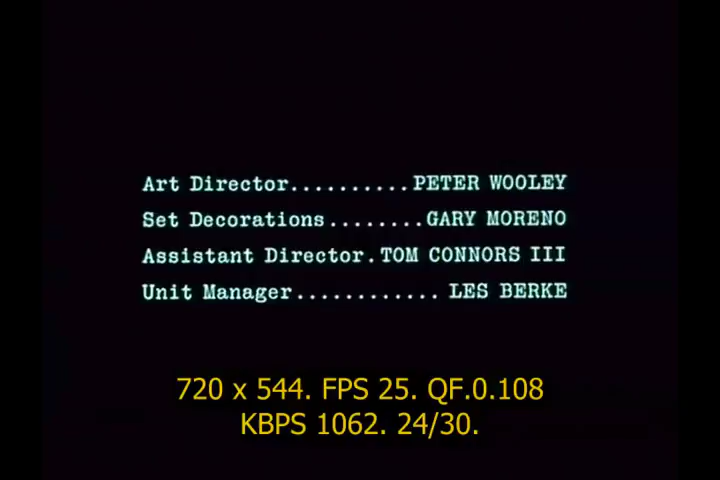 Art Director..........PETER WOOLEY
Set Decorations........GARY MORENO
Assistant Director.TOM CONNORS III
Unit Manager............ LES BERKE
720 x 544. FPS 25. QF.0.108
KBPS 1062. 24/30.